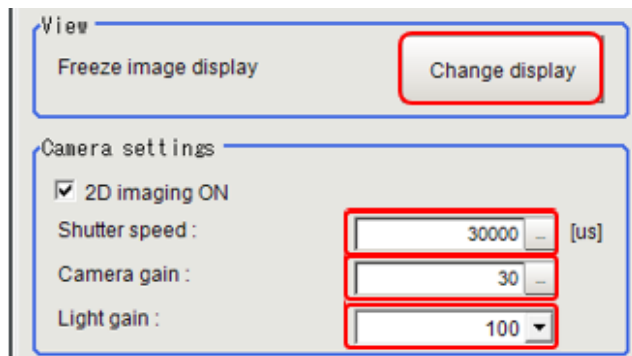 View
Freeze image display Change display
Camera settings
2D imaging ON
Shutter speed : 30000 ... [us]
Camera gain : 30 ...
Light gain : 100